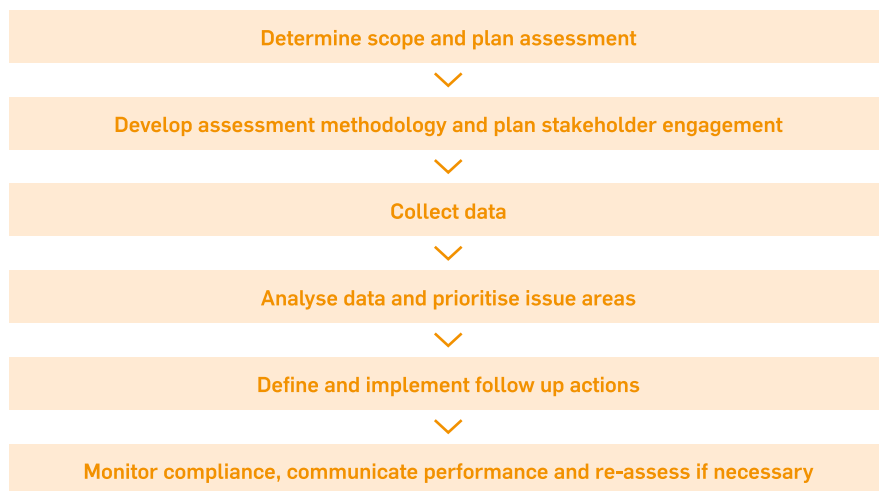 Determine scope and plan assessment
Develop assessment methodology and plan stakeholder engagement
Collect data
Analyse data and prioritise issue areas
Define and implement follow up actions
Monitor compliance, communicate performance and re-assess if necessary